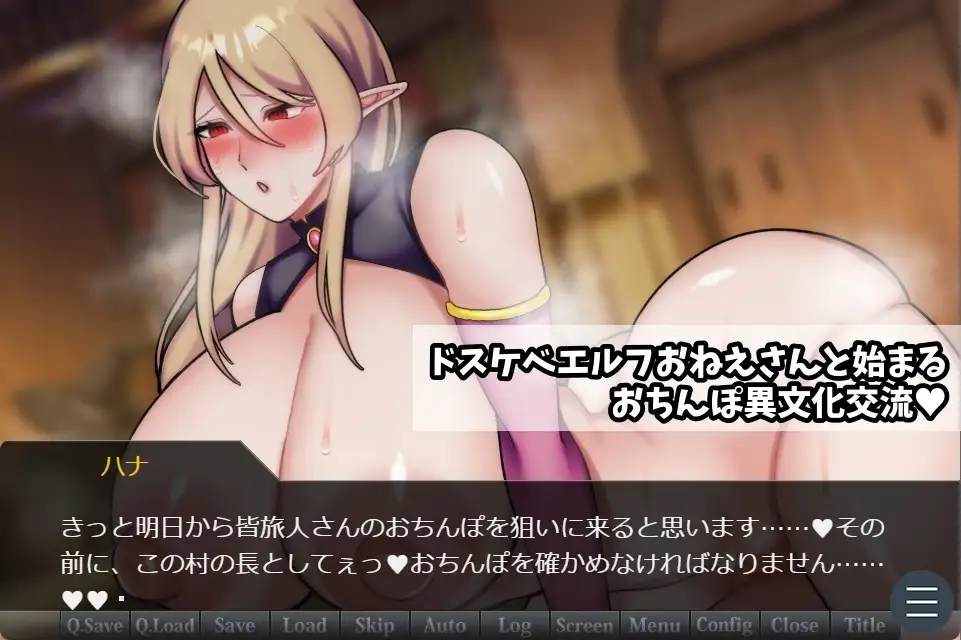 ドスケベエルフおねえさんと始まる
おちんぽ異文化交流♥
ハナ
きっと明日から皆旅人さんのおちんぽを狙いに来ると思います……♥その
前に、この村の長としてぇっ♥おちんぽを確かめなければなりません……
♥♥
Q.Save Q.Load Save Load Skip Auto Log Screen Menu Config Close Title